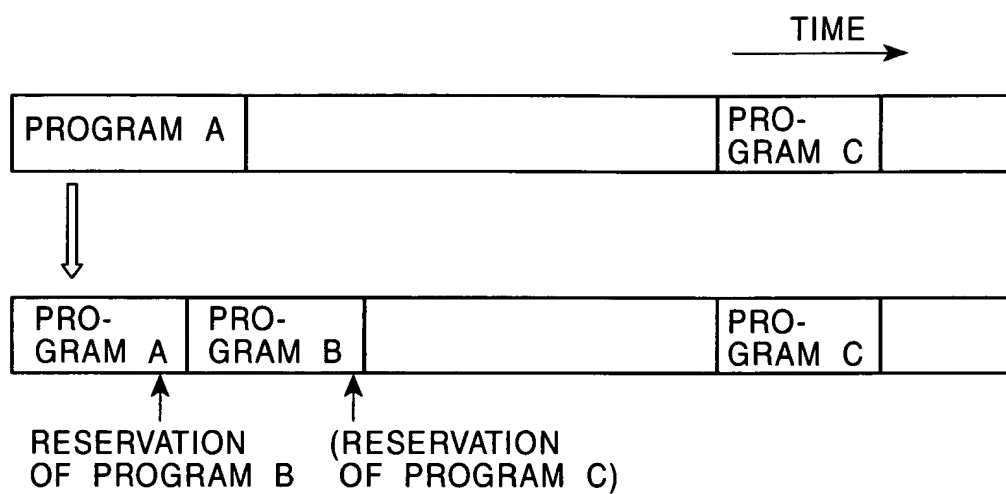 TIME
PROGRAM A
PRO-
GRAM C
PRO-
GRAM A
PRO-
GRAM B
PRO-
GRAM C
RESERVATION
OF PROGRAM B
(RESERVATION
OF PROGRAM C)